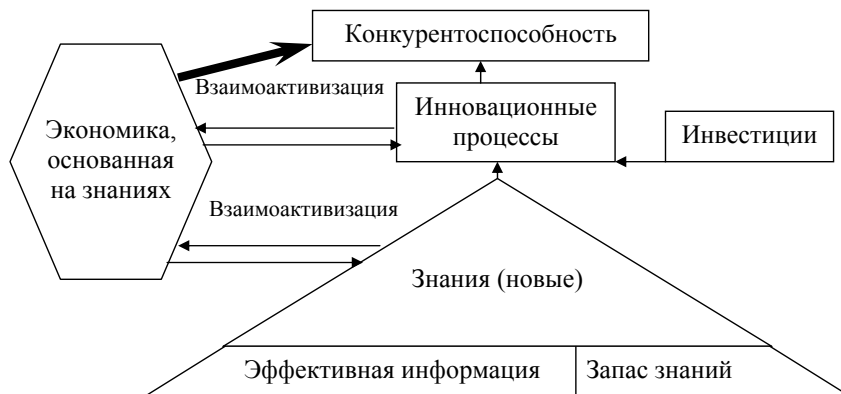 Конкурентоспособность
Взаимоактивизация
Инновационные
процессы
Инвестиции
Экономика,
основанная
на знаниях
Взаимоактивизация
Знания (новые)
Эффективная информация
Запас знаний